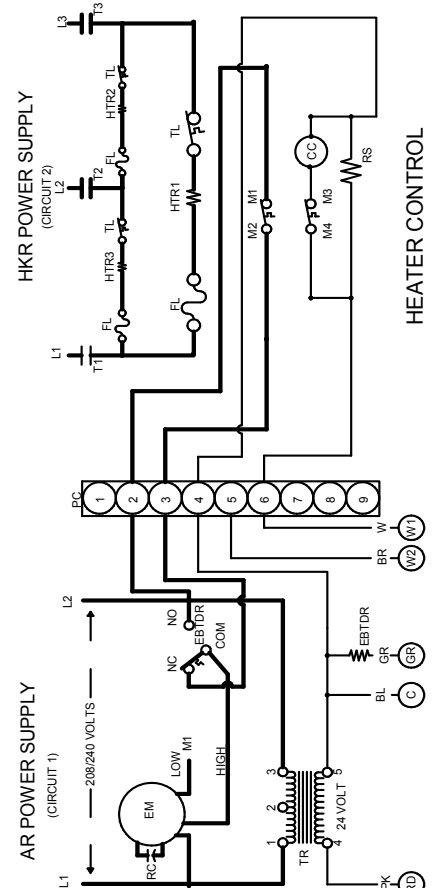 HKR POWER SUPPLY
(CIRCUIT 2)
L1
L2
L3
T1
T2
T3
FL
HTR3
TL
FL
HTR2
TL
FL
HTR1
TL
M2
M1
M4
M3
CC
RS
HEATER CONTROL
PC
1
2
3
4
5
6
7
8
9
AR POWER SUPPLY
(CIRCUIT 1)
L1
208/240 VOLTS
L2
RC
EM
LOW
M1
HIGH
NC
NO
EBTDR
COM
1
2
3
TR
4
24 VOLT
5
PK
RD
BL
C
GR
GR
EBTDR
BR
W2
W
W1